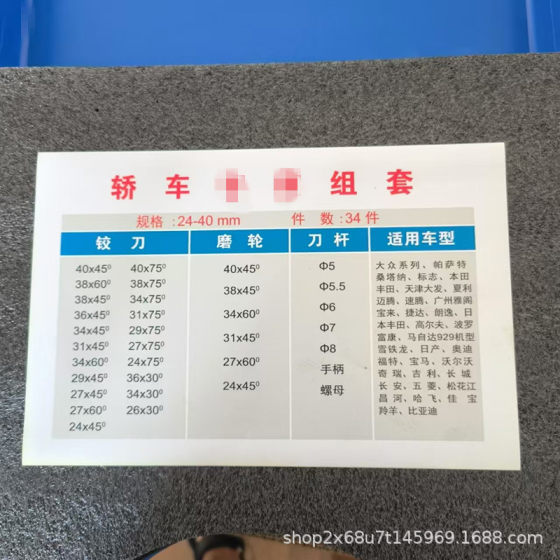 轿车 组套
规格:24-40 mm 件数:34件
铰刀 磨轮 刀杆 适用车型
40x45⁰ 40x75⁰
38x60⁰ 38x75⁰
38x45⁰ 34x75⁰
36x45⁰ 31x75⁰
34x45⁰ 29x75⁰
31x45⁰ 27x75⁰
34x60⁰ 24x75⁰
29x45⁰ 36x30⁰
27x45⁰ 34x30⁰
27x60⁰ 26x30⁰
24x45⁰
40x45⁰
38x45⁰
34x60⁰
31x45⁰
27x60⁰
24x45⁰
Φ5
Φ5.5
Φ6
Φ7
Φ8
手柄
螺母
大众系列、帕萨特
桑塔纳、标志、本田
丰田、天津大发、夏利
迈腾、速腾、广州雅阁
宝来、捷达、朗逸、日
本丰田、高尔夫、波罗
富康、马自达929机型
雪铁龙、日产、奥迪
福特、宝马、沃尔沃
奇瑞、吉利、长城
长安、五菱、松花江
昌河、哈飞、佳宝
羚羊、比亚迪
shop2x68u7t145969.1688.com